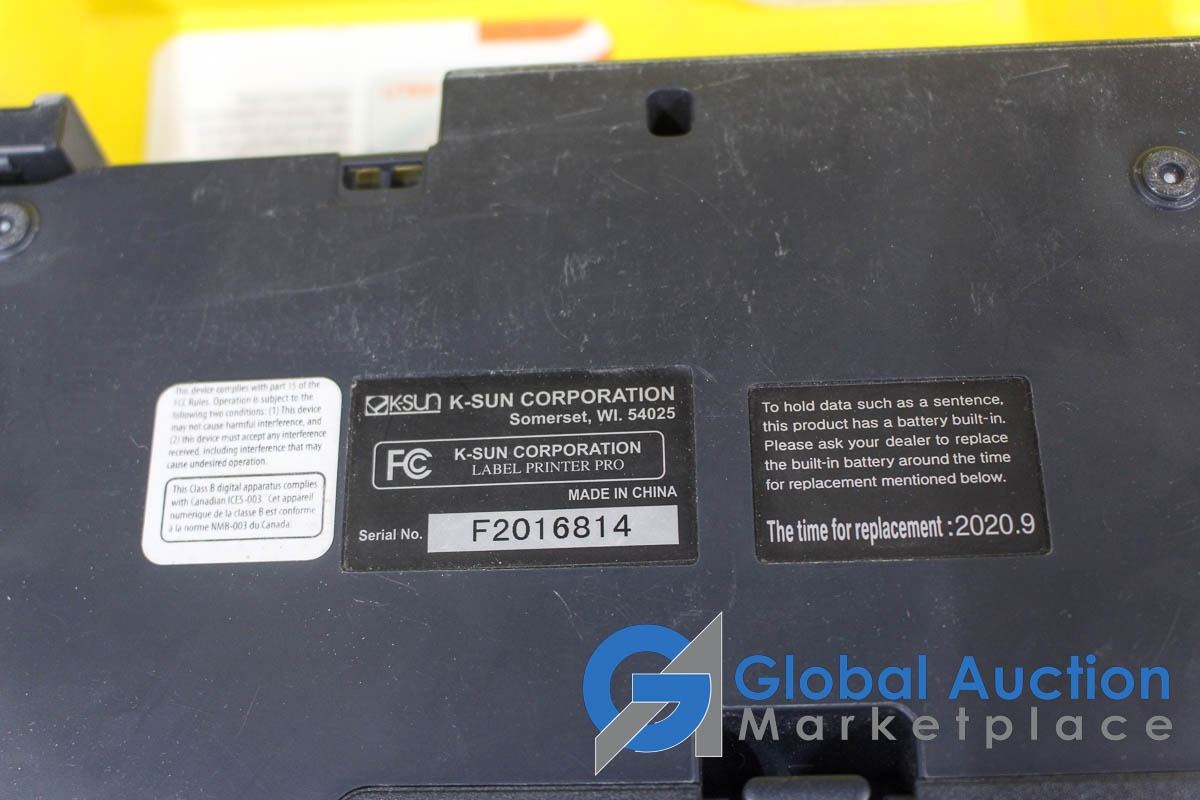 This device complies with part 15 of the
FCC Rules. Operation is subject to the
following two conditions: (1) This device
may not cause harmful interference, and
(2) this device must accept any interference
received, including interference that may
cause undesired operation.
This Class B digital apparatus complies
with Canadian ICES-003. Cet appareil
numérique de la classe B est conforme
à la norme NMB-003 du Canada.
K-SUN K-SUN CORPORATION
Somerset, WI. 54025
FC K-SUN CORPORATION
LABEL PRINTER PRO
MADE IN CHINA
Serial No. F2016814
To hold data such as a sentence,
this product has a battery built-in.
Please ask your dealer to replace
the built-in battery around the time
for replacement mentioned below.
The time for replacement : 2020.9
Global Auction
Marketplace